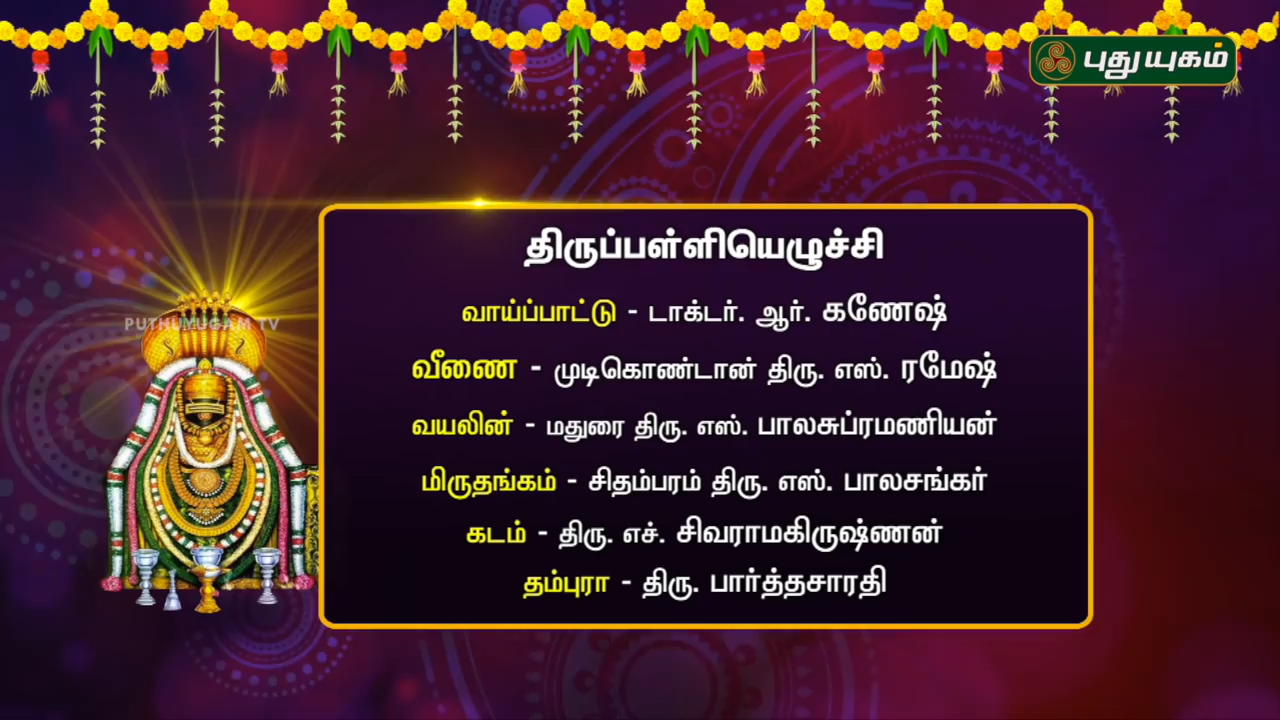 புதுயுகம்
திருப்பள்ளியெழுச்சி
வாய்ப்பாட்டு - டாக்டர். ஆர். கணேஷ்
PUTHUYUGAM TV
வீணை - முடிகொண்டான் திரு. எஸ். ரமேஷ்
வயலின் - மதுரை திரு. எஸ். பாலசுப்ரமணியன்
மிருதங்கம் - சிதம்பரம் திரு. எஸ். பாலசங்கர்
கடம் - திரு. எச். சிவராமகிருஷ்ணன்
தம்புரா - திரு. பார்த்தசாரதி